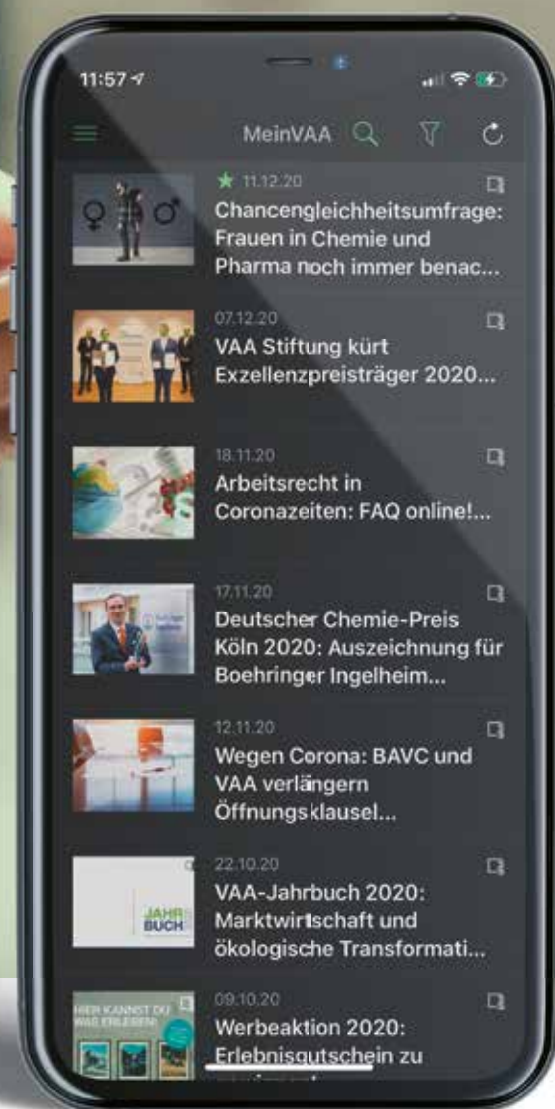 11:57
MeinVAA
11.12.20
Chancengleichheitsumfrage:
Frauen in Chemie und
Pharma noch immer benac...
07.12.20
VAA Stiftung kürt
Exzellenzpreisträger 2020...
18.11.20
Arbeitsrecht in
Coronazeiten: FAQ online!...
17.11.20
Deutscher Chemie-Preis
Köln 2020: Auszeichnung für
Boehringer Ingelheim...
12.11.20
Wegen Corona: BAVC und
VAA verlängern
Öffnungsklausel...
22.10.20
JAHR
BUCH
VAA-Jahrbuch 2020:
Marktwirtschaft und
ökologische Transformati...
09.10.20
HIER KANNST DU
WAS ERLEBEN!
Werbeaktion 2020:
Erlebnisgutschein zu